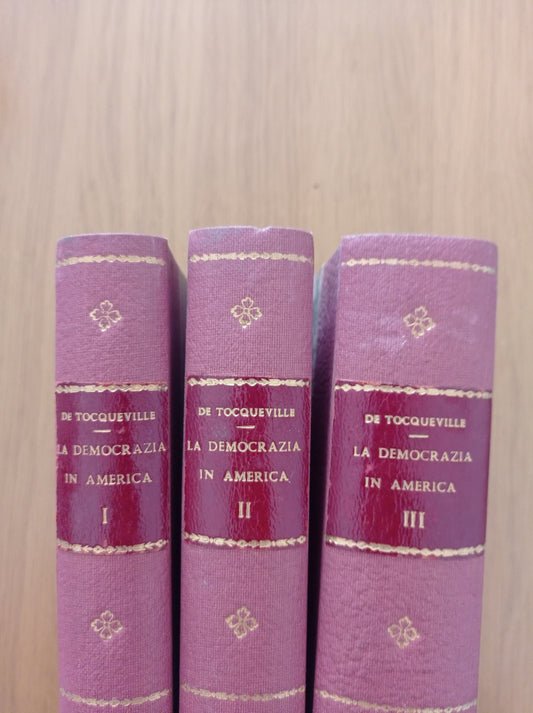 DE TOCQUEVILLE
LA DEMOCRAZIA
IN AMERICA
I
DE TOCQUEVILLE
LA DEMOCRAZIA
IN AMERICA
II
DE TOCQUEVILLE
LA DEMOCRAZIA
IN AMERICA
III